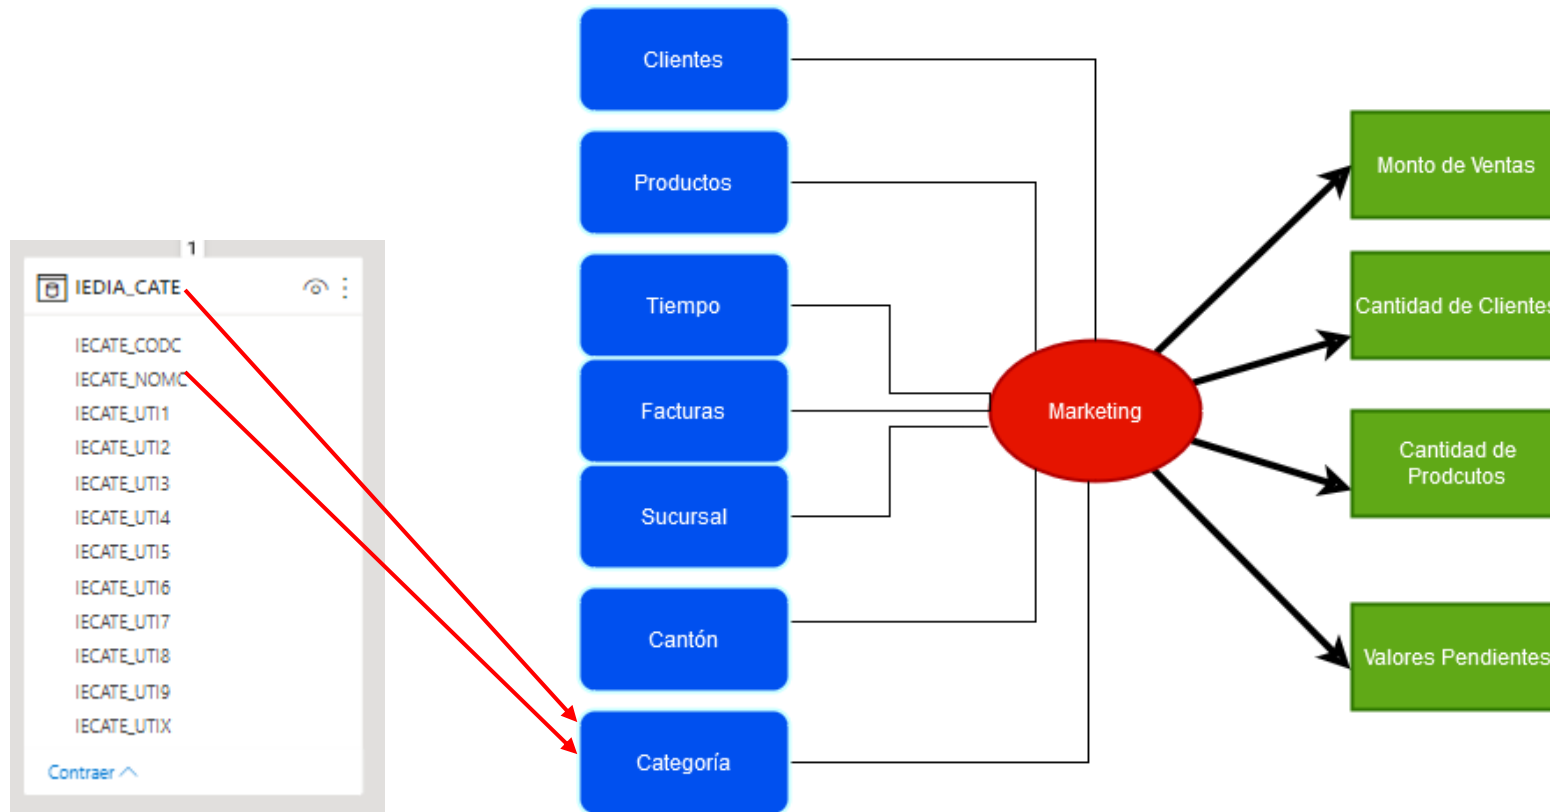 1
IEDIA_CATE
IECATE_CODC
IECATE_NOMC
IECATE_UTI1
IECATE_UTI2
IECATE_UTI3
IECATE_UTI4
IECATE_UTI5
IECATE_UTI6
IECATE_UTI7
IECATE_UTI8
IECATE_UTI9
IECATE_UTIX
Contraer
Clientes
Productos
Tiempo
Facturas
Sucursal
Cantón
Categoría
Marketing
Monto de Ventas
Cantidad de Clientes
Cantidad de
Prodcutos
Valores Pendientes